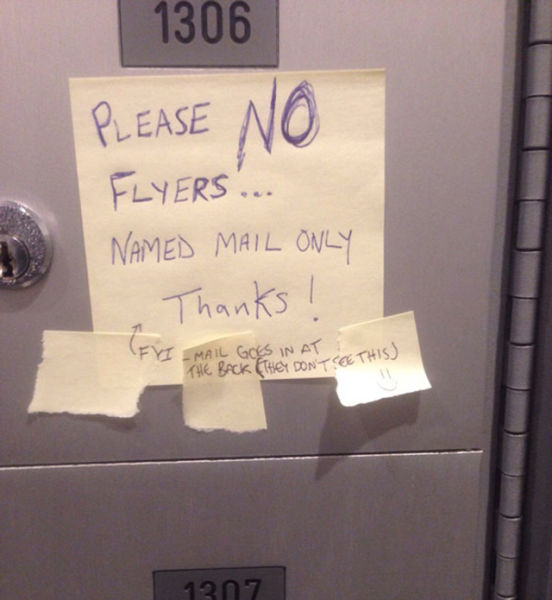 1306
PLEASE NO
FLYERS...
NAMED MAIL ONLY
Thanks!
FYI - MAIL GOES IN AT
THE BACK (THEY DON'T SEE THIS)
1307